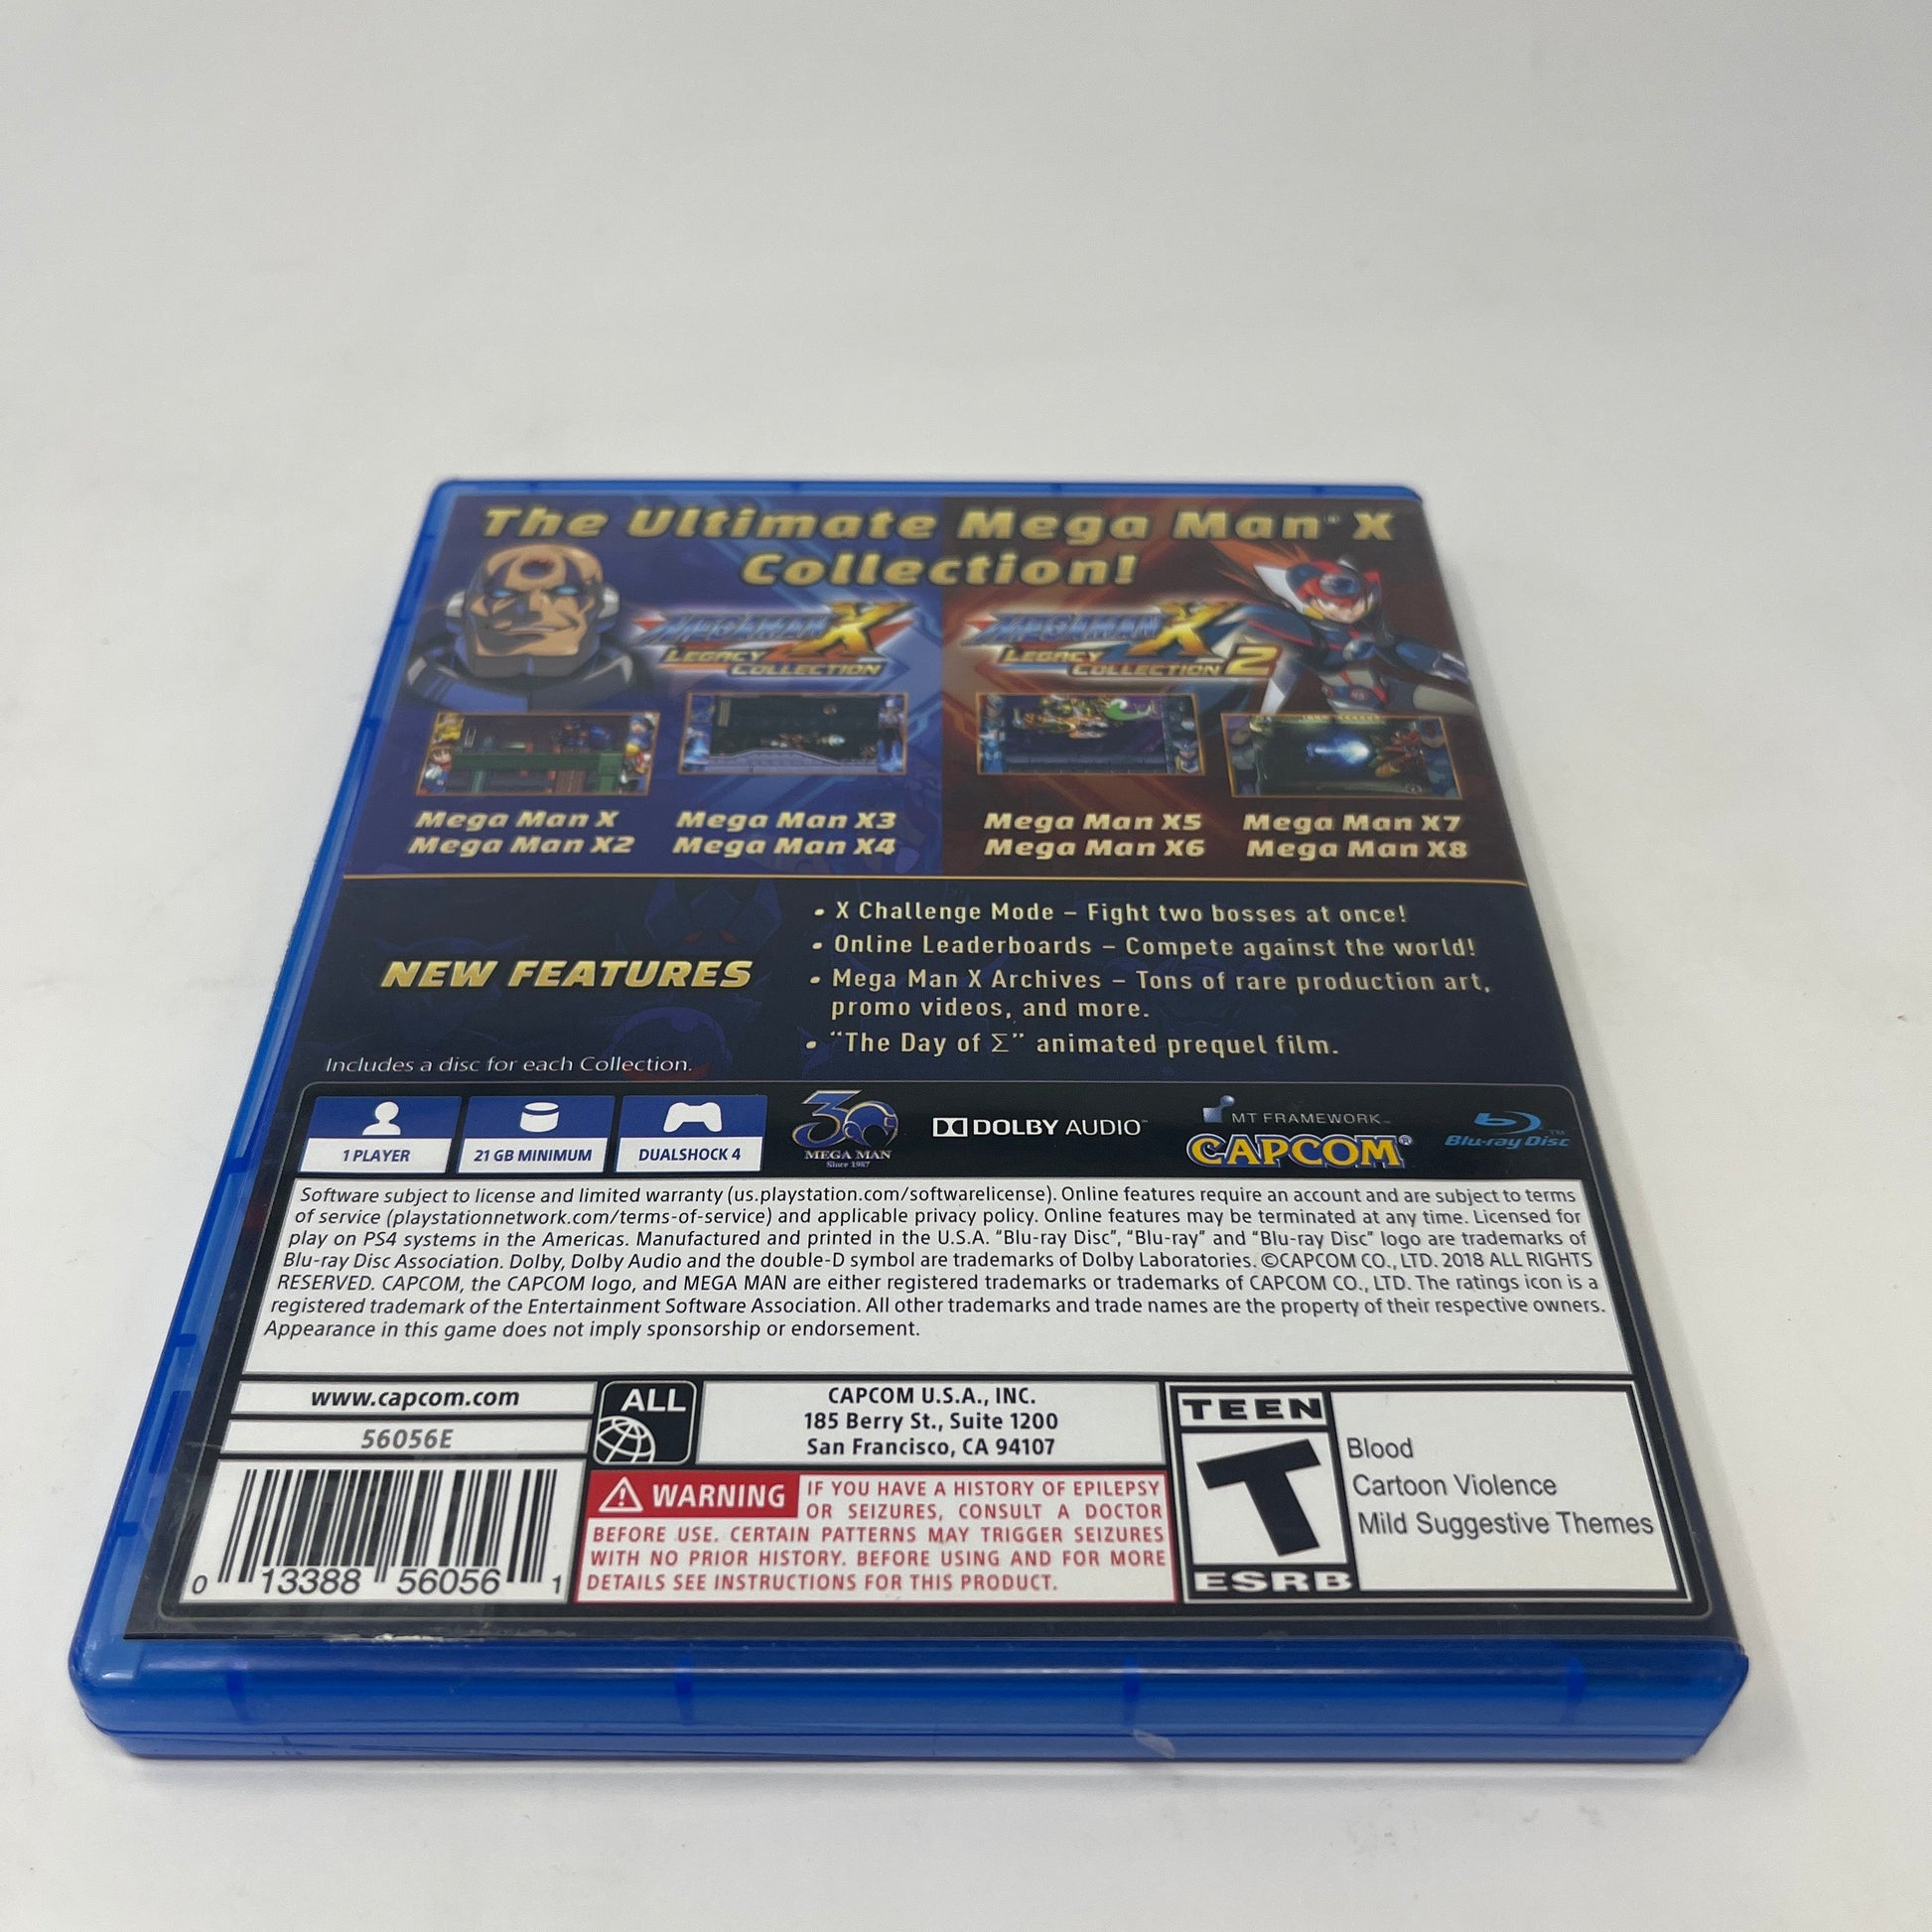 The Ultimate Mega Man® X
Collection!
MEGAMAN X
LEGACY
COLLECTION
MEGAMAN X
LEGACY
COLLECTION 2
Mega Man X
Mega Man X2
Mega Man X3
Mega Man X4
Mega Man X5
Mega Man X6
Mega Man X7
Mega Man X8
NEW FEATURES
• X Challenge Mode – Fight two bosses at once!
• Online Leaderboards – Compete against the world!
• Mega Man X Archives – Tons of rare production art,
promo videos, and more.
• “The Day of Σ” animated prequel film.
Includes a disc for each Collection.
1 PLAYER
21 GB MINIMUM
DUALSHOCK 4
30
MEGA MAN
Since 1987
DOLBY AUDIO™
MT FRAMEWORK™
CAPCOM®
Blu-ray Disc™
Software subject to license and limited warranty (us.playstation.com/softwarelicense). Online features require an account and are subject to terms
of service (playstationnetwork.com/terms-of-service) and applicable privacy policy. Online features may be terminated at any time. Licensed for
play on PS4 systems in the Americas. Manufactured and printed in the U.S.A. “Blu-ray Disc”, “Blu-ray” and “Blu-ray Disc” logo are trademarks of
Blu-ray Disc Association. Dolby, Dolby Audio and the double-D symbol are trademarks of Dolby Laboratories. ©CAPCOM CO., LTD. 2018 ALL RIGHTS
RESERVED. CAPCOM, the CAPCOM logo, and MEGA MAN are either registered trademarks or trademarks of CAPCOM CO., LTD. The ratings icon is a
registered trademark of the Entertainment Software Association. All other trademarks and trade names are the property of their respective owners.
Appearance in this game does not imply sponsorship or endorsement.
www.capcom.com
56056E
0 13388 56056 1
ALL
CAPCOM U.S.A., INC.
185 Berry St., Suite 1200
San Francisco, CA 94107
WARNING IF YOU HAVE A HISTORY OF EPILEPSY
OR SEIZURES, CONSULT A DOCTOR
BEFORE USE. CERTAIN PATTERNS MAY TRIGGER SEIZURES
WITH NO PRIOR HISTORY. BEFORE USING AND FOR MORE
DETAILS SEE INSTRUCTIONS FOR THIS PRODUCT.
TEEN
T
ESRB
Blood
Cartoon Violence
Mild Suggestive Themes